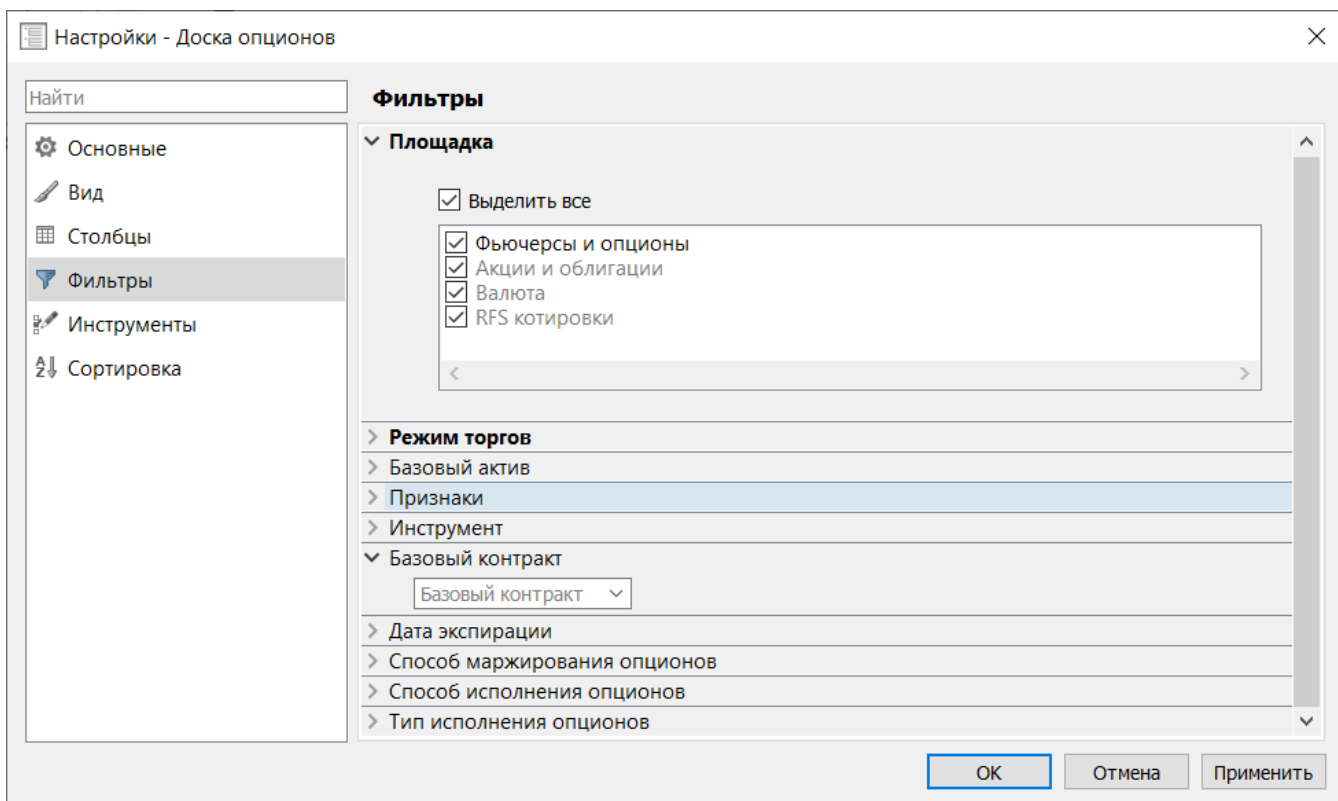 Настройки - Доска опционов
Найти
Основные
Вид
Столбцы
Фильтры
Инструменты
Сортировка
Фильтры
Площадка
Выделить все
Фьючерсы и опционы
Акции и облигации
Валюта
RFS котировки
Режим торгов
Базовый актив
Признаки
Инструмент
Базовый контракт
Базовый контракт
Дата экспирации
Способ маржирования опционов
Способ исполнения опционов
Тип исполнения опционов
ОК
Отмена
Применить